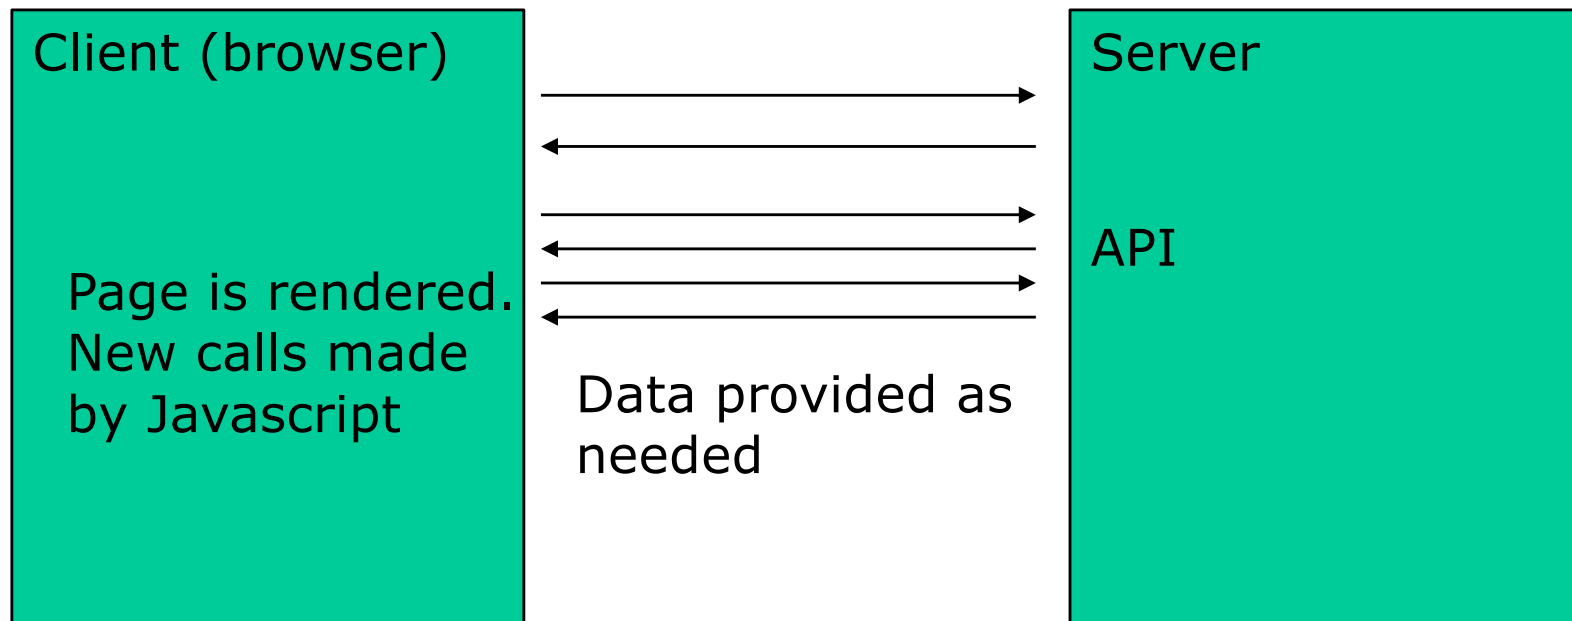 Client (browser)
Server
API
Page is rendered.
New calls made
by Javascript
Data provided as
needed